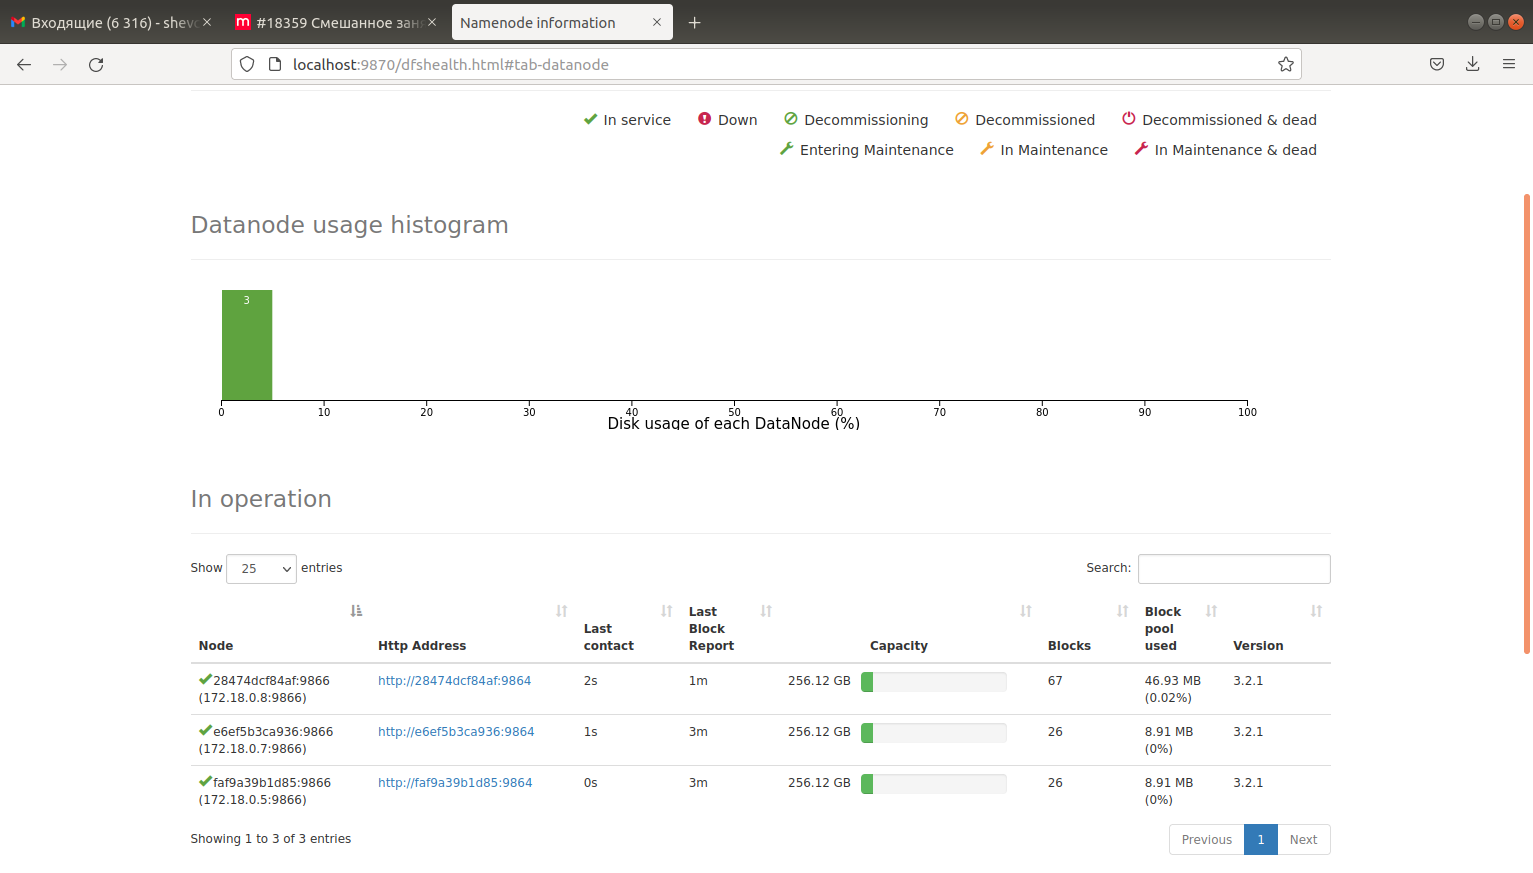 Входящие (6 316) - shev
#18359 Смешанное заня
Namenode information
localhost:9870/dfshealth.html#tab-datanode
In service Down Decommissioning Decommissioned Decommissioned & dead
Entering Maintenance In Maintenance In Maintenance & dead
Datanode usage histogram
3
0 10 20 30 40 50 60 70 80 90 100
Disk usage of each DataNode (%)
In operation
Show 25 entries Search:
Node Http Address Last contact Last Block Report Capacity Blocks Block pool used Version
28474dcf84af:9866 http://28474dcf84af:9864 2s 1m 256.12 GB 67 46.93 MB 3.2.1
(172.18.0.8:9866) (0.02%)
e6ef5b3ca936:9866 http://e6ef5b3ca936:9864 1s 3m 256.12 GB 26 8.91 MB 3.2.1
(172.18.0.7:9866) (0%)
faf9a39b1d85:9866 http://faf9a39b1d85:9864 0s 3m 256.12 GB 26 8.91 MB 3.2.1
(172.18.0.5:9866) (0%)
Showing 1 to 3 of 3 entries Previous 1 Next